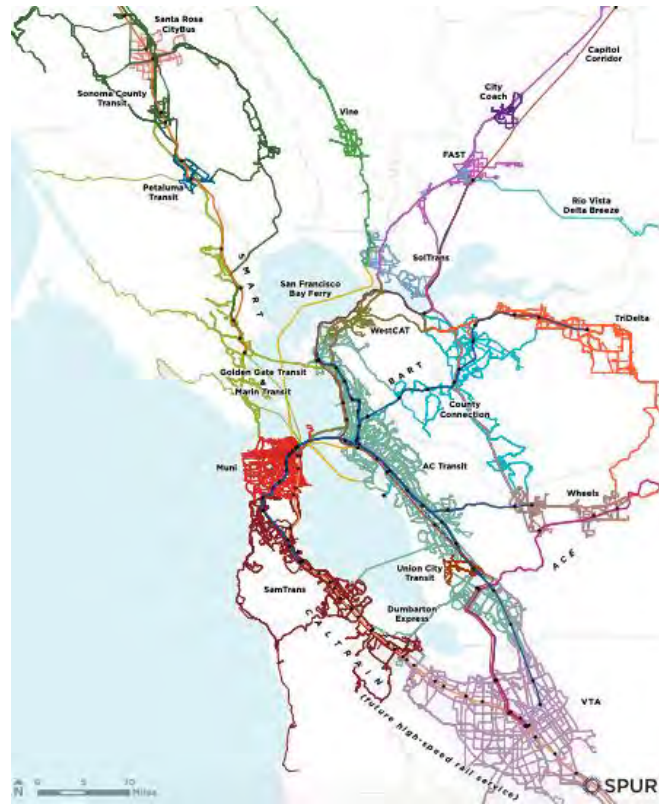 Santa Rosa
CityBus
Capitol
Corridor
Sonoma County
Transit
City
Coach
Vine
FAST
Petaluma
Transit
Rio Vista
Delta Breeze
SMART
SolTrans
San Francisco
Bay Ferry
WestCAT
TriDelta
BART
Golden Gate Transit
&
Marin Transit
County
Connection
Muni
AC Transit
Wheels
ACE
Union City
Transit
SamTrans
Dumbarton
Express
CALTRAIN
VTA
(future high-speed rail service)
N
0 5 10
Miles
SPUR